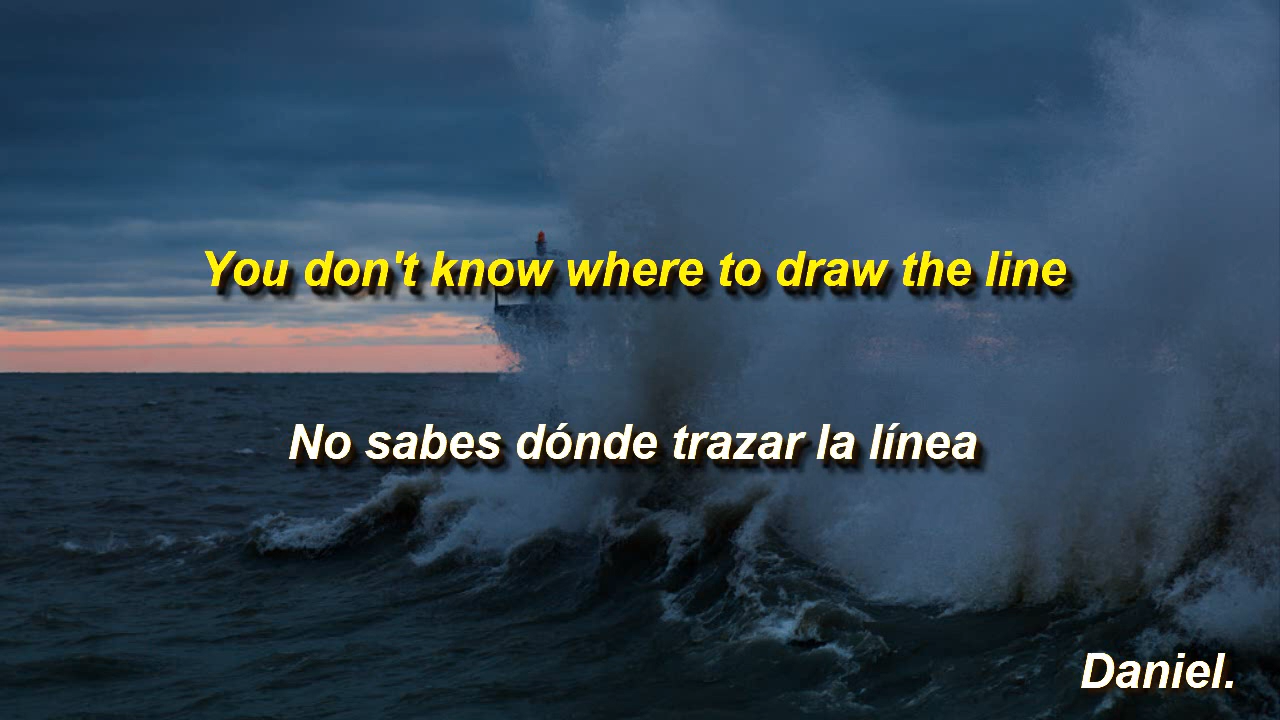 You don't know where to draw the line
No sabes dónde trazar la línea
Daniel.